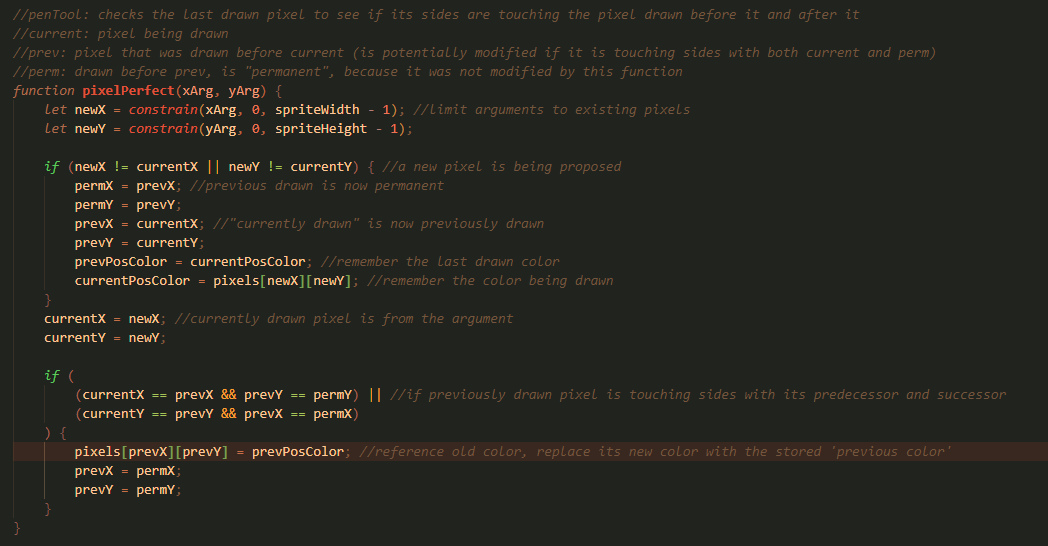 //penTool: checks the last drawn pixel to see if its sides are touching the pixel drawn before it and after it
//current: pixel being drawn
//prev: pixel that was drawn before current (is potentially modified if it is touching sides with both current and perm)
//perm: drawn before prev, is "permanent", because it was not modified by this function
function pixelPerfect(xArg, yArg) {
    let newX = constrain(xArg, 0, spriteWidth - 1); //limit arguments to existing pixels
    let newY = constrain(yArg, 0, spriteHeight - 1);

    if (newX != currentX || newY != currentY) { //a new pixel is being proposed
        permX = prevX; //previous drawn is now permanent
        permY = prevY;
        prevX = currentX; //"currently drawn" is now previously drawn
        prevY = currentY;
        prevPosColor = currentPosColor; //remember the last drawn color
        currentPosColor = pixels[newX][newY]; //remember the color being drawn
    }
    currentX = newX; //currently drawn pixel is from the argument
    currentY = newY;

    if (
        (currentX == prevX && prevY == permY) || //if previously drawn pixel is touching sides with its predecessor and successor
        (currentY == prevY && prevX == permX)
    ) {
        pixels[prevX][prevY] = prevPosColor; //reference old color, replace its new color with the stored 'previous color'
        prevX = permX;
        prevY = permY;
    }
}